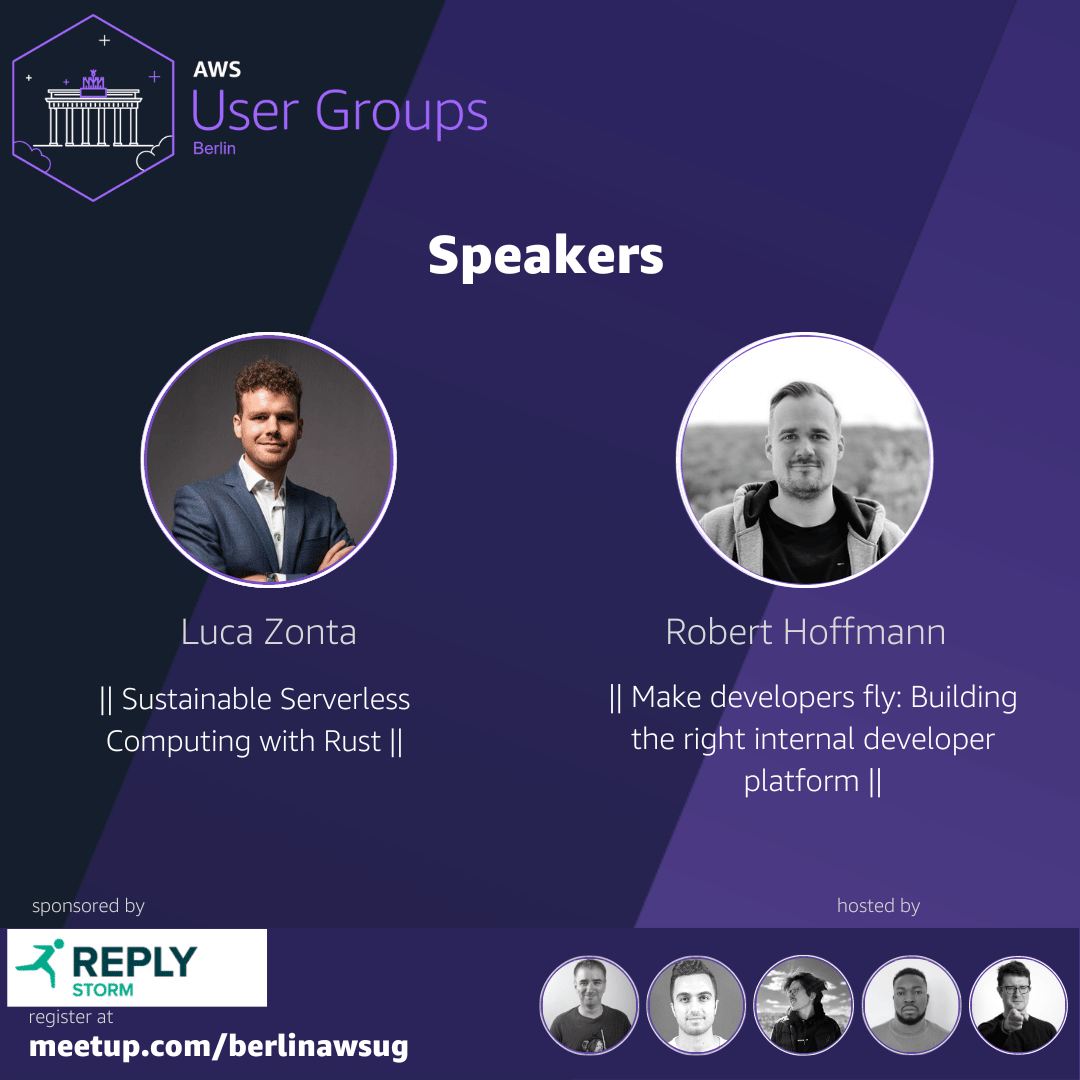 AWS
User Groups
Berlin
Speakers
Luca Zonta
|| Sustainable Serverless
Computing with Rust ||
Robert Hoffmann
|| Make developers fly: Building
the right internal developer
platform ||
sponsored by
REPLY
STORM
register at
meetup.com/berlinawsug
hosted by